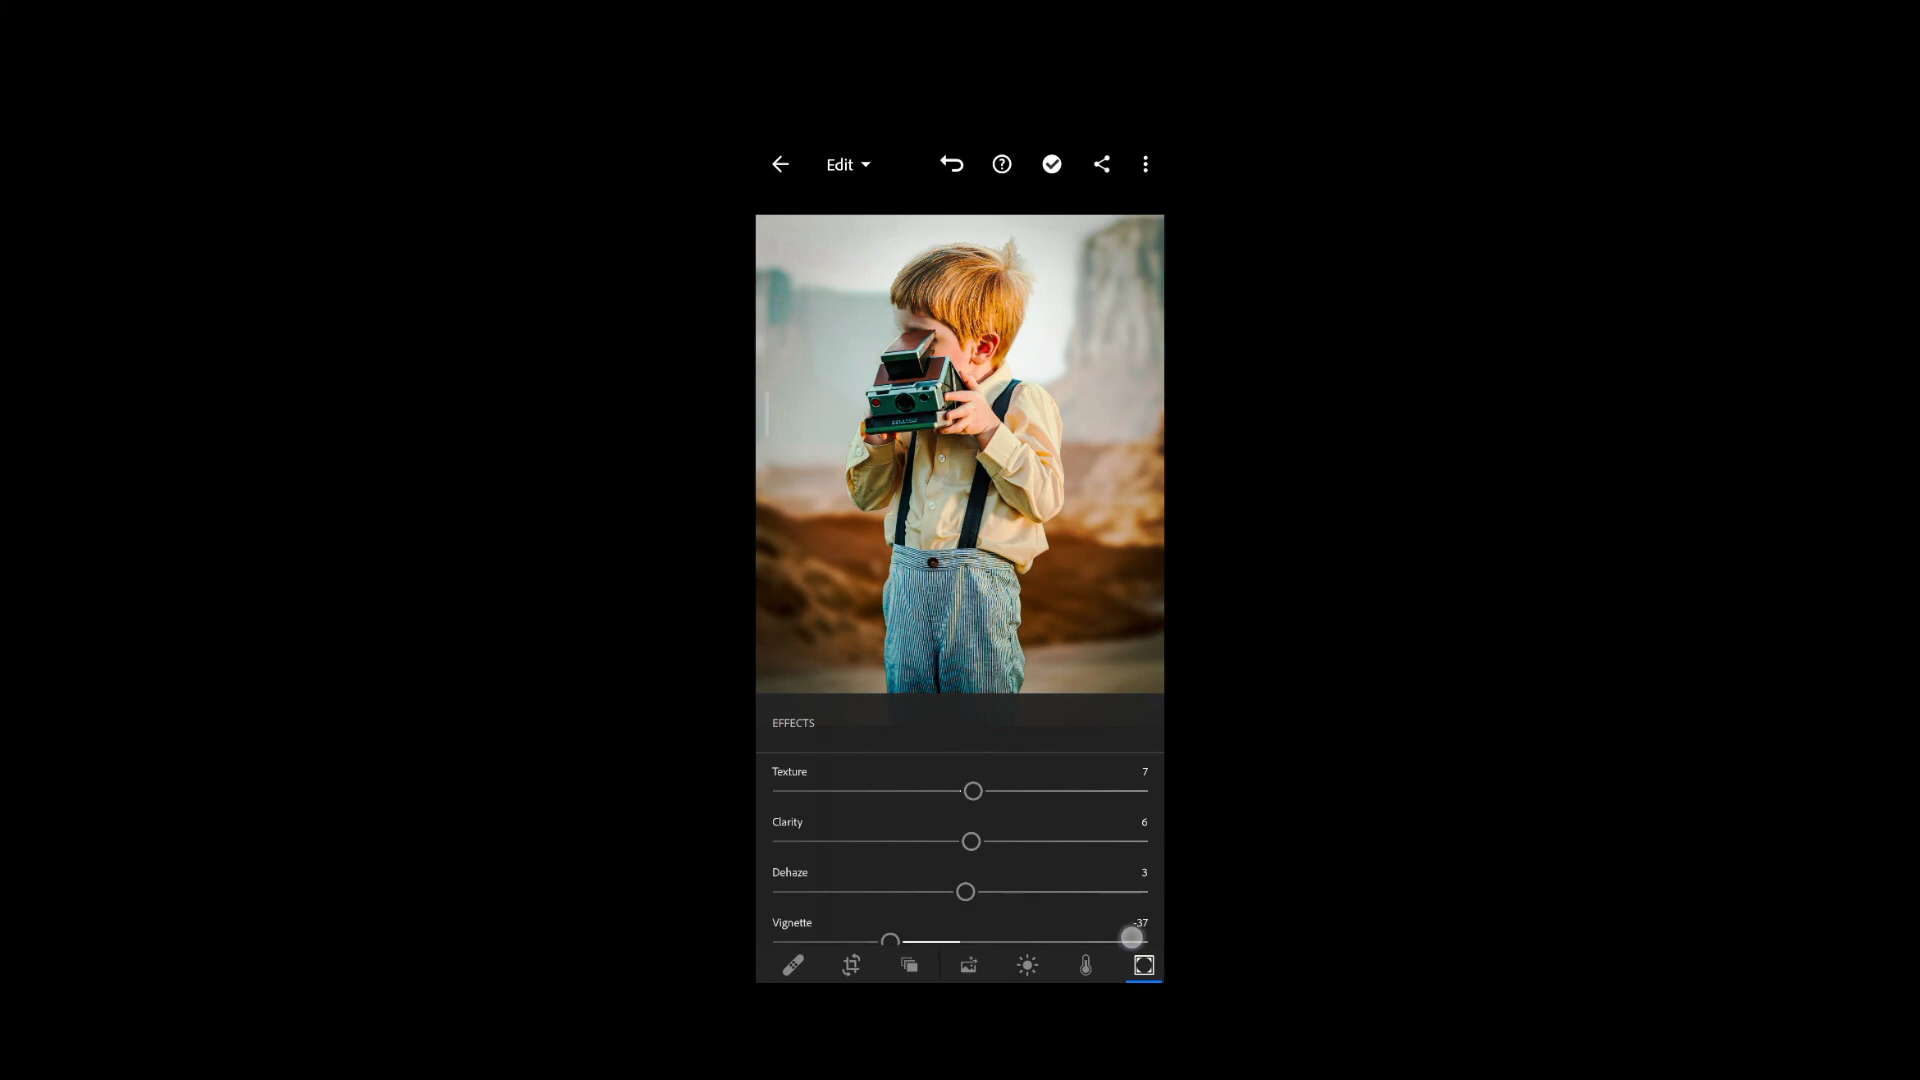 Edit
EFFECTS
Texture 7
Clarity 6
Dehaze 3
Vignette -37